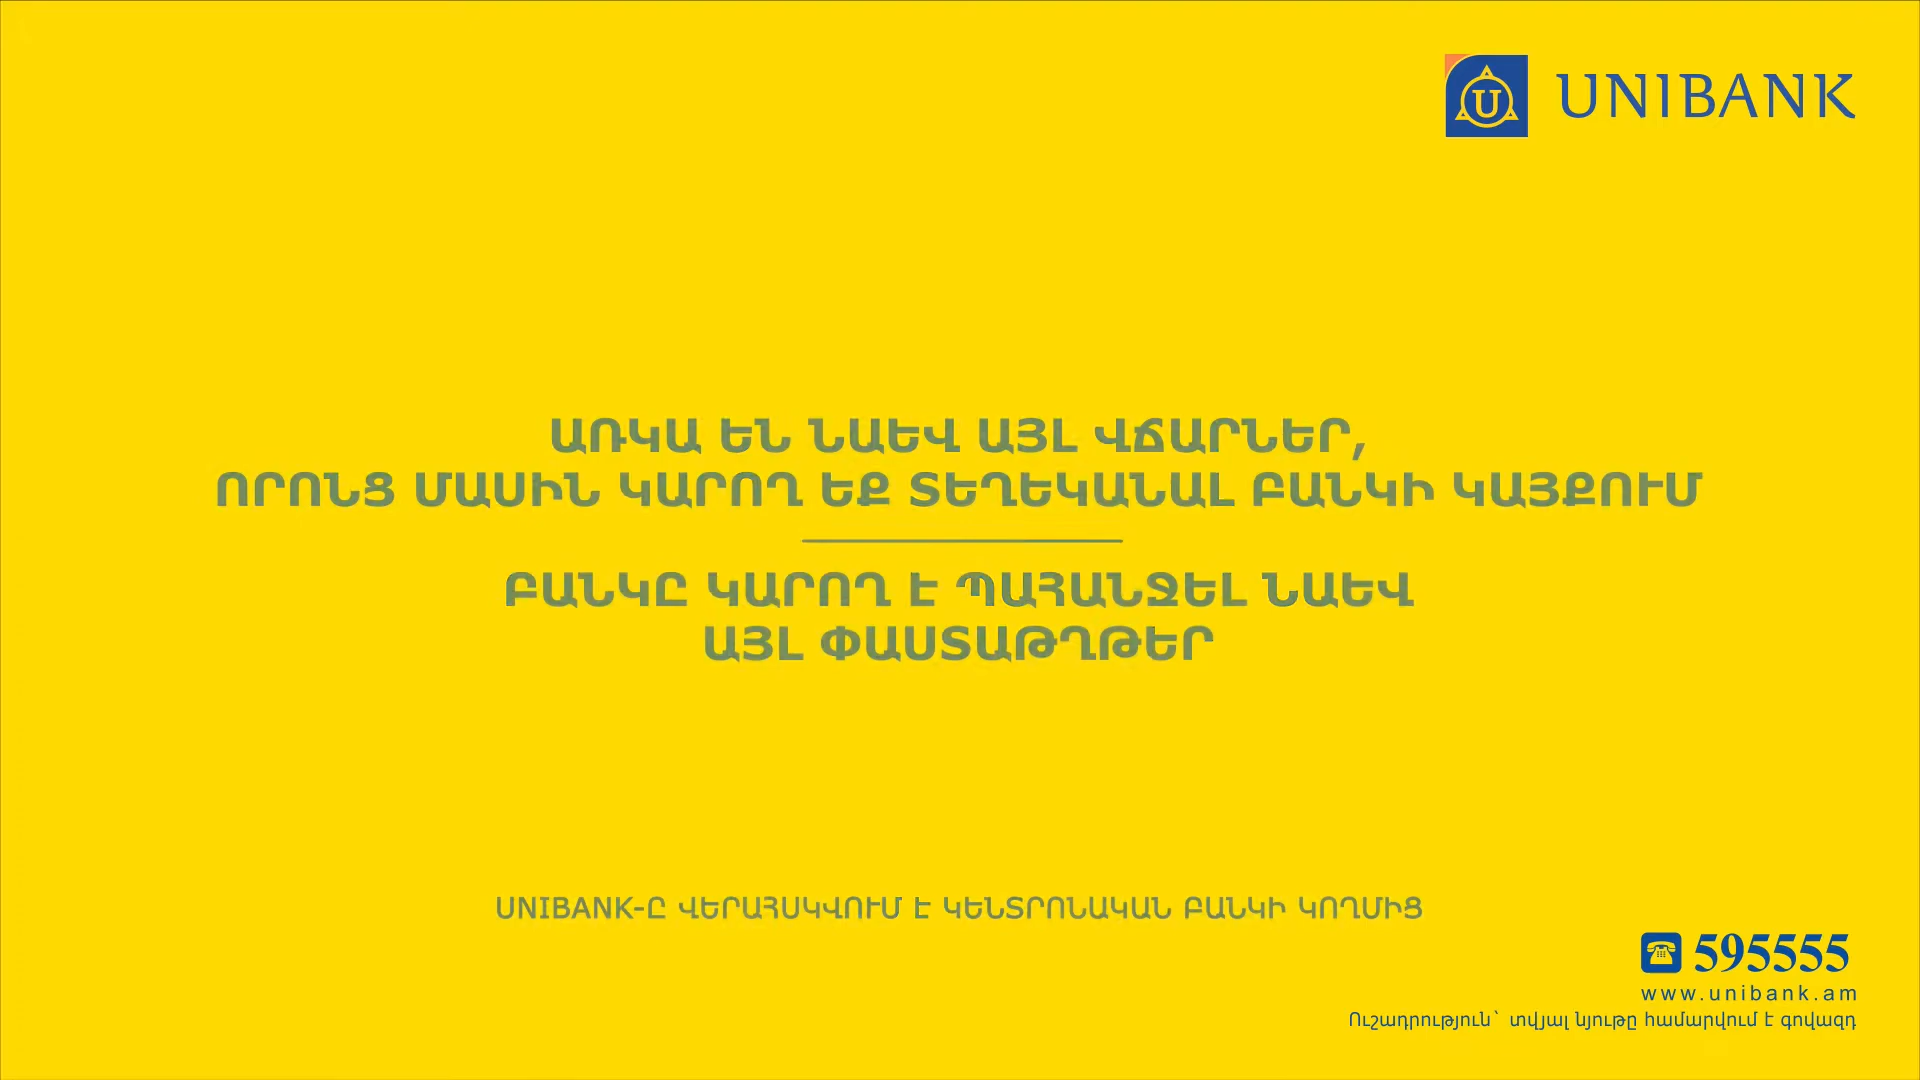 UNIBANK
ԱՌԿԱ ԵՆ ՆԱԵՎ ԱՅԼ ՎՃԱՐՆԵՐ,
ՈՐՈՆՑ ՄԱՍԻՆ ԿԱՐՈՂ ԵՔ ՏԵՂԵԿԱՆԱԼ ԲԱՆԿԻ ԿԱՅՔՈՒՄ
ԲԱՆԿԸ ԿԱՐՈՂ Է ՊԱՀԱՆՋԵԼ ՆԱԵՎ
ԱՅԼ ՓԱՍՏԱԹՂԹԵՐ
UNIBANK-Ը ՎԵՐԱՀՍԿՎՈՒՄ Է ԿԵՆՏՐՈՆԱԿԱՆ ԲԱՆԿԻ ԿՈՂՄԻՑ
595555
www.unibank.am
Ուշադրություն՝ տվյալ նյութը համարվում է գովազդ